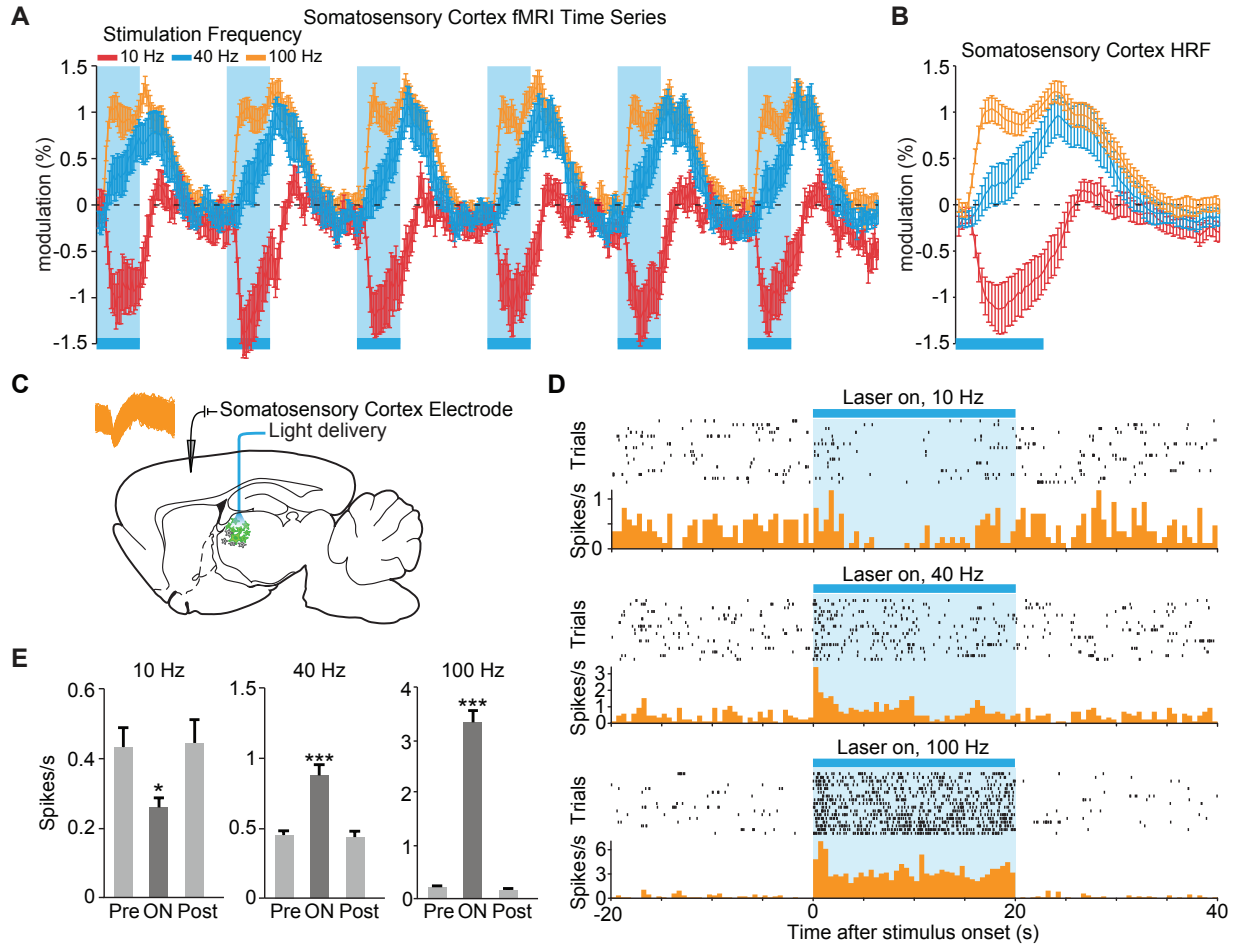 A
Somatosensory Cortex fMRI Time Series
Stimulation Frequency
10 Hz 40 Hz 100 Hz
1.5
1
0.5
0
-0.5
-1
-1.5
modulation (%)
B
Somatosensory Cortex HRF
1.5
1
0.5
0
-0.5
-1
-1.5
modulation (%)
0 10 20 30 40
C
Somatosensory Cortex Electrode
Light delivery
D
Laser on, 10 Hz
Trials
Spikes/s
1
0
Laser on, 40 Hz
Trials
Spikes/s
3
2
1
0
Laser on, 100 Hz
Trials
Spikes/s
6
3
0
-20 0 20 40
Time after stimulus onset (s)
E
10 Hz 40 Hz 100 Hz
Spikes/s
0.6
0.4
0.2
0
*
Pre ON Post
1.5
1
0.5
0
***
Pre ON Post
4
3
2
1
0
***
Pre ON Post